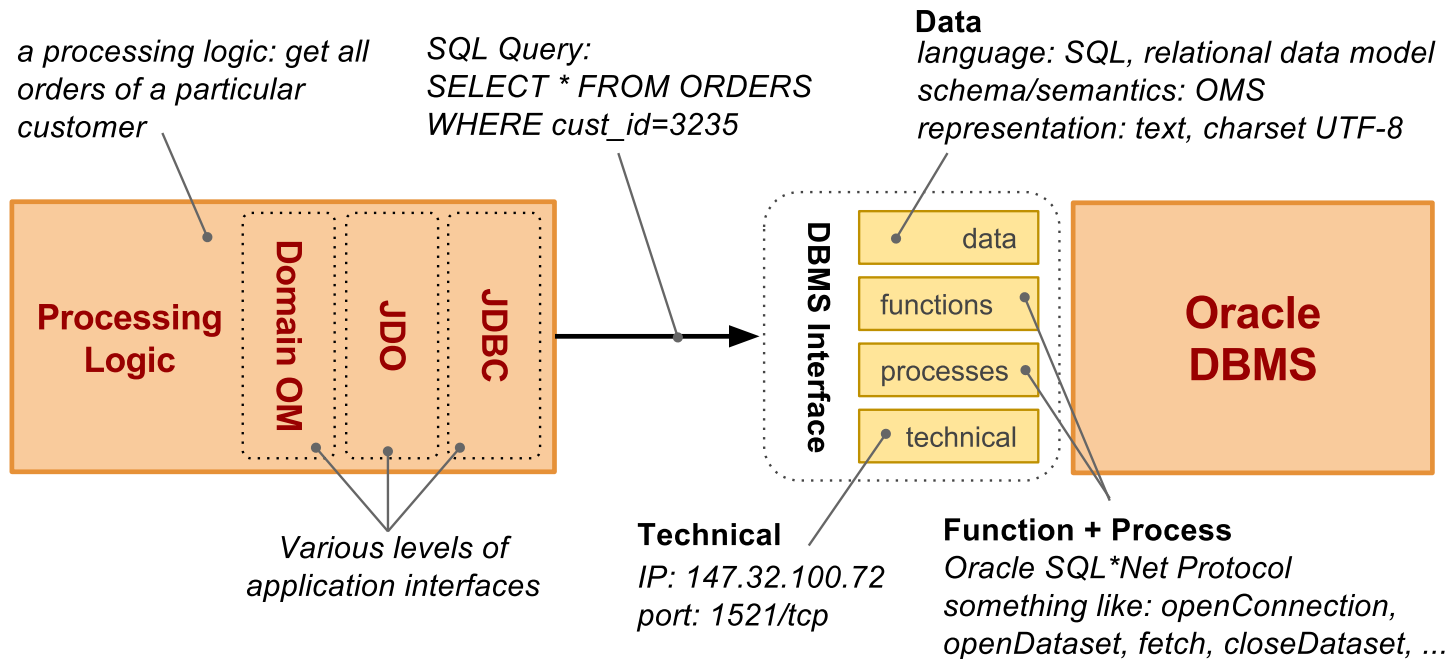 a processing logic: get all
orders of a particular
customer
SQL Query:
SELECT * FROM ORDERS
WHERE cust_id=3235
Data
language: SQL, relational data model
schema/semantics: OMS
representation: text, charset UTF-8
Processing
Logic
Domain OM
JDO
JDBC
DBMS Interface
data
functions
processes
technical
Oracle
DBMS
Various levels of
application interfaces
Technical
IP: 147.32.100.72
port: 1521/tcp
Function + Process
Oracle SQL*Net Protocol
something like: openConnection,
openDataset, fetch, closeDataset, ...